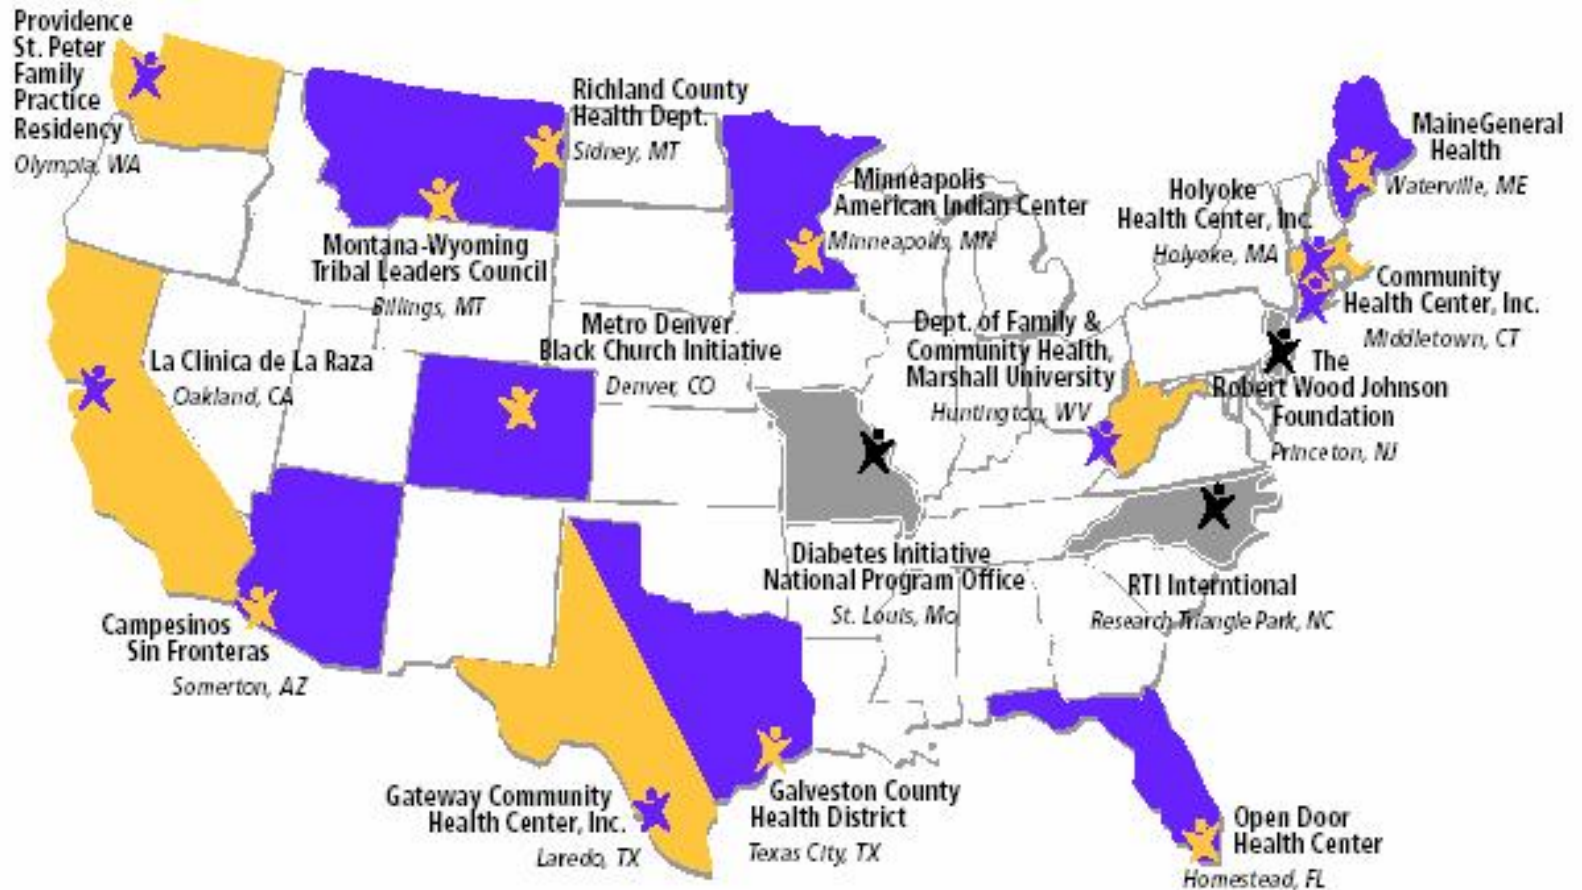 Providence
St. Peter
Family
Practice
Residency
Olympia, WA
Richland County
Health Dept.
Sidney, MT
Montana-Wyoming
Tribal Leaders Council
Billings, MT
Minneapolis
American Indian Center
Minneapolis, MN
MaineGeneral
Health
Waterville, ME
Holyoke
Health Center, Inc.
Holyoke, MA
Community
Health Center, Inc.
Middletown, CT
La Clinica de La Raza
Oakland, CA
Metro Denver
Black Church Initiative
Denver, CO
Dept. of Family &
Community Health,
Marshall University
Huntington, WV
The
Robert Wood Johnson
Foundation
Princeton, NJ
Campesinos
Sin Fronteras
Somerton, AZ
Diabetes Initiative
National Program Office
St. Louis, Mo
RTI Interntional
Research Triangle Park, NC
Gateway Community
Health Center, Inc.
Laredo, TX
Galveston County
Health District
Texas City, TX
Open Door
Health Center
Homestead, FL